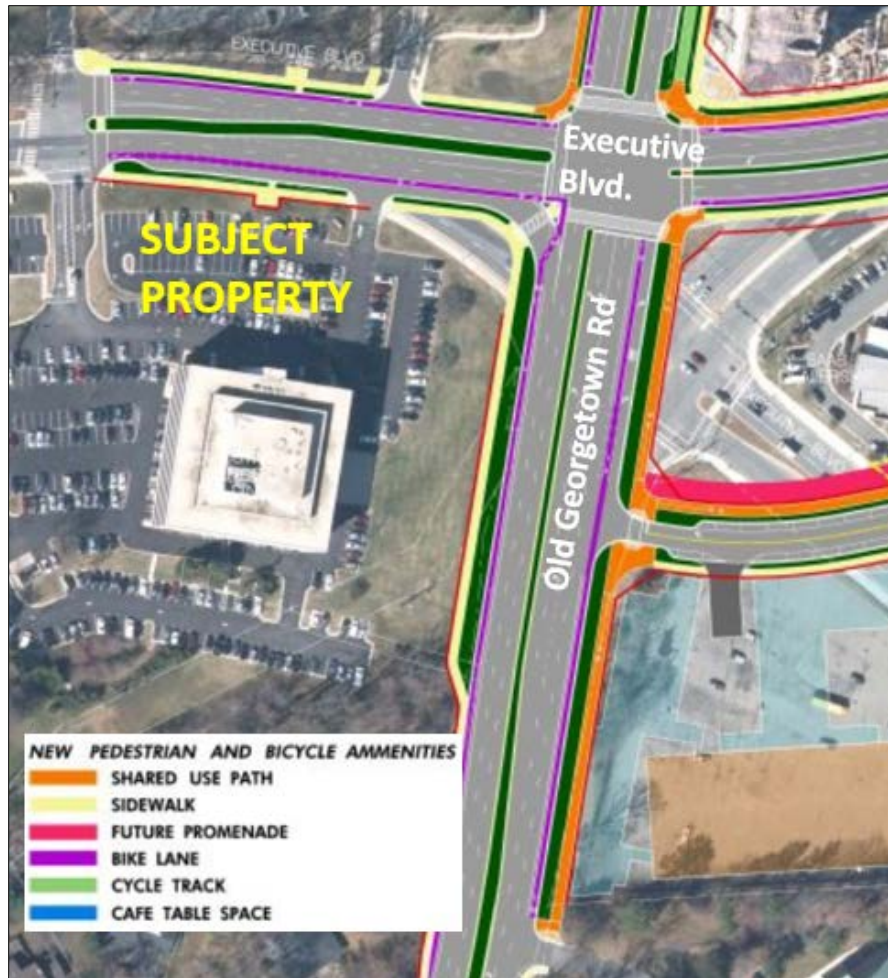 EXECUTIVE BLVD
Executive
Blvd.
SUBJECT
PROPERTY
Old Georgetown Rd
NEW PEDESTRIAN AND BICYCLE AMMENITIES
SHARED USE PATH
SIDEWALK
FUTURE PROMENADE
BIKE LANE
CYCLE TRACK
CAFE TABLE SPACE